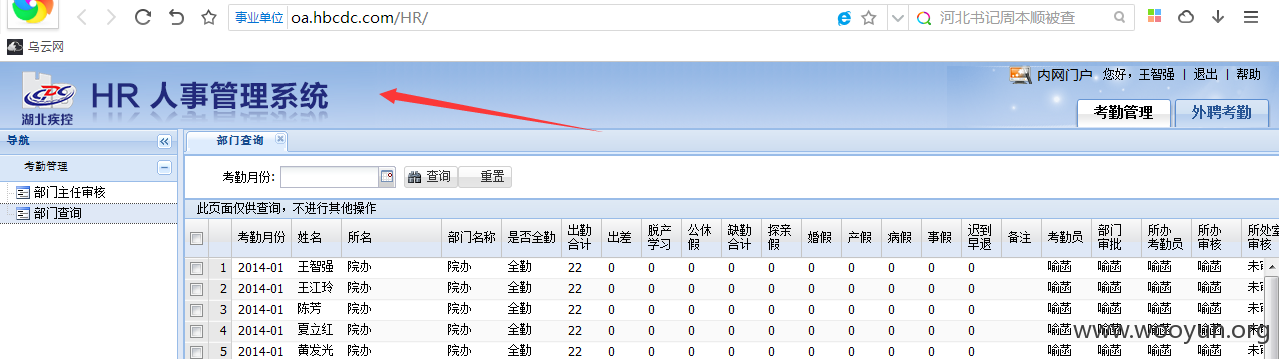 事业单位 oa.hbcdc.com/HR/ 河北书记周本顺被查
乌云网
CDC
湖北疾控
HR 人事管理系统
内网门户 您好，王智强 | 退出 | 帮助
考勤管理 外聘考勤
导航
考勤管理
部门主任审核
部门查询
部门查询
考勤月份: 查询 重置
此页面仅供查询，不进行其他操作
考勤月份 姓名 所名 部门名称 是否全勤 出勤合计 出差 脱产学习 公休假 缺勤合计 探亲假 婚假 产假 病假 事假 迟到早退 备注 考勤员 部门审批 所办考勤员 所办审核 所处室审核
1 2014-01 王智强 院办 院办 全勤 22 0 0 0 0 0 0 0 0 0 0 喻菡 喻菡 喻菡 喻菡 未审
2 2014-01 王江玲 院办 院办 全勤 22 0 0 0 0 0 0 0 0 0 0 喻菡 喻菡 喻菡 喻菡 未审
3 2014-01 陈芳 院办 院办 全勤 22 0 0 0 0 0 0 0 0 0 0 喻菡 喻菡 喻菡 喻菡 未审
4 2014-01 夏立红 院办 院办 全勤 22 0 0 0 0 0 0 0 0 0 0 喻菡 喻菡 喻菡 喻菡
5 2014-01 黄发光 院办 院办 全勤 22 0 0 0 0 0 0 0 0 0 0 喻菡 喻菡 喻菡 喻菡 未审
www.wooyun.org